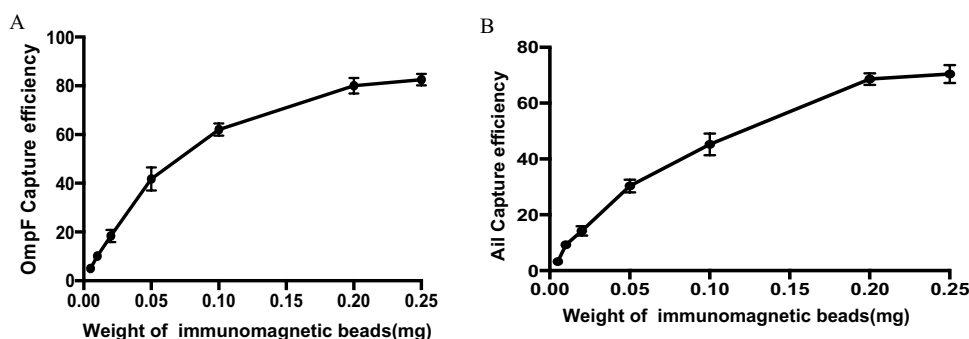 A
OmpF Capture efficiency
100
80
60
40
20
0
0.00 0.05 0.10 0.15 0.20 0.25
Weight of immunomagnetic beads(mg)
B
Ail Capture efficiency
80
60
40
20
0
0.00 0.05 0.10 0.15 0.20 0.25
Weight of immunomagnetic beads(mg)